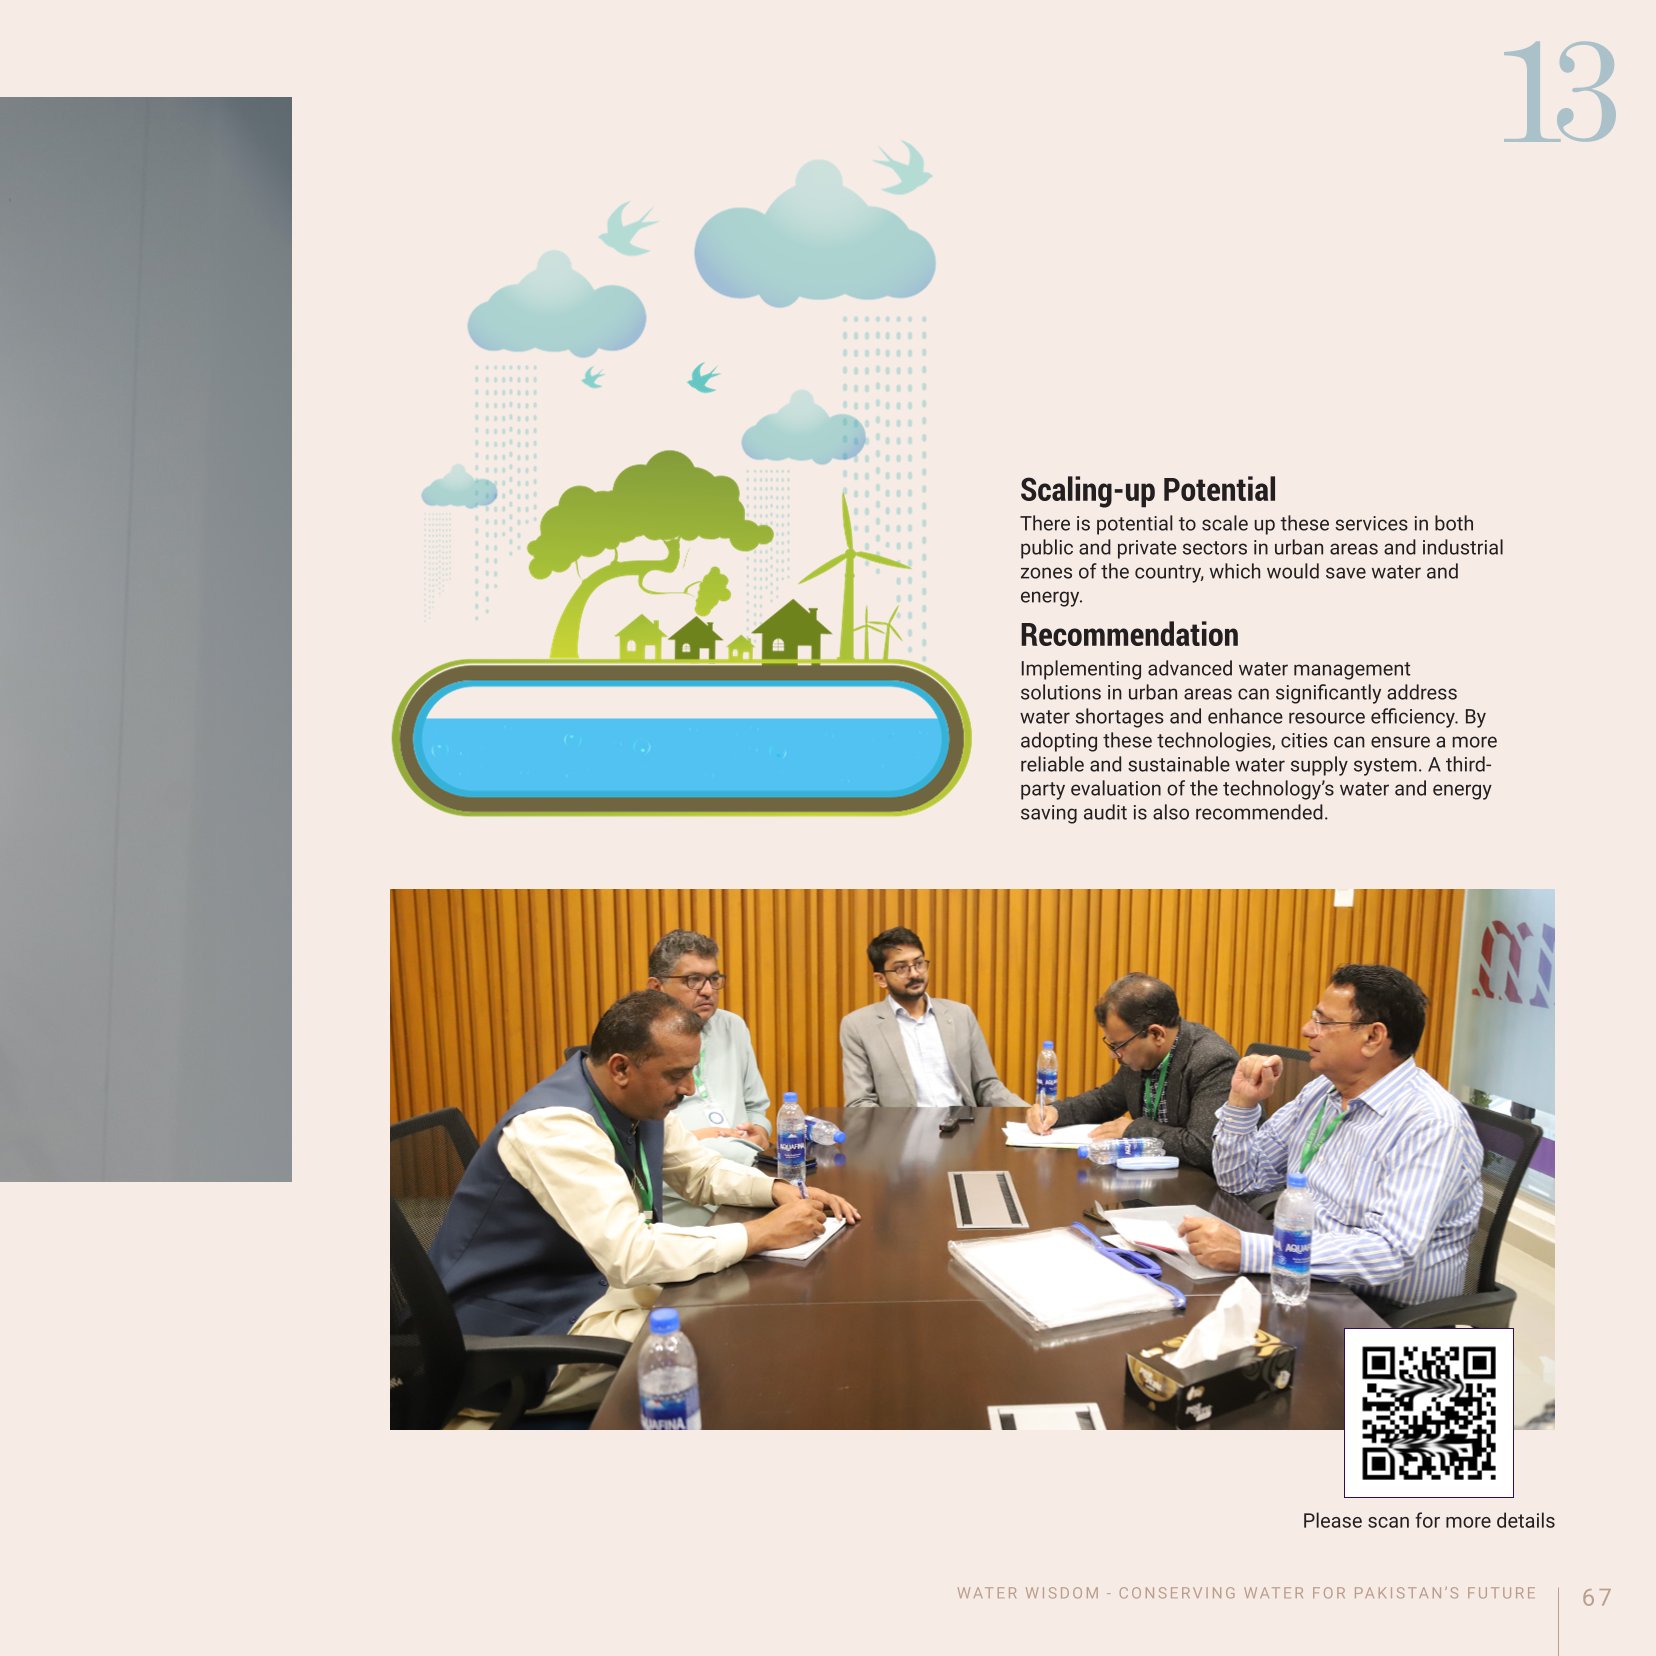 13
Scaling-up Potential
There is potential to scale up these services in both
public and private sectors in urban areas and industrial
zones of the country, which would save water and
energy.
Recommendation
Implementing advanced water management
solutions in urban areas can significantly address
water shortages and enhance resource efficiency. By
adopting these technologies, cities can ensure a more
reliable and sustainable water supply system. A third-
party evaluation of the technology's water and energy
saving audit is also recommended.
AQUAFINA
AQUAFINA
Please scan for more details
WATER WISDOM - CONSERVING WATER FOR PAKISTAN'S FUTURE
67